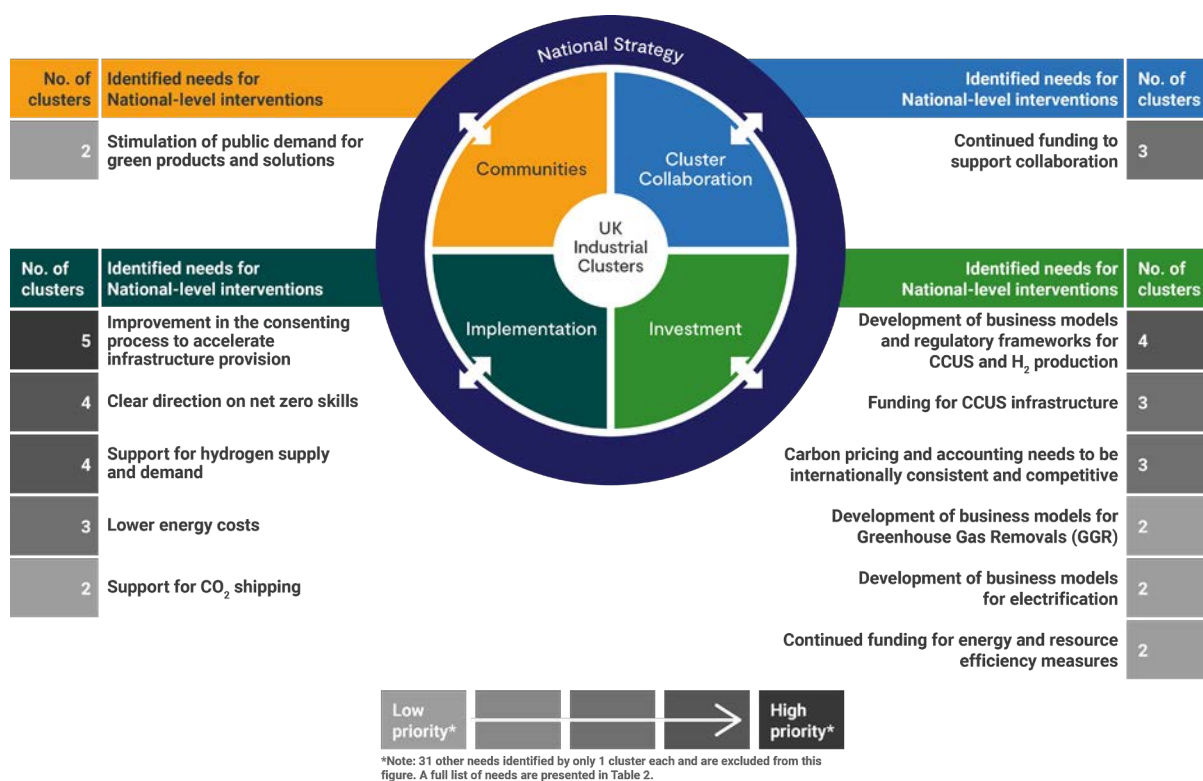 National Strategy
Communities
Cluster
Collaboration
UK
Industrial
Clusters
Implementation
Investment
No. of
clusters
Identified needs for
National-level interventions
2
Stimulation of public demand for
green products and solutions
Identified needs for
National-level interventions
No. of
clusters
Continued funding to
support collaboration
3
No. of
clusters
Identified needs for
National-level interventions
5
Improvement in the consenting
process to accelerate
infrastructure provision
4
Clear direction on net zero skills
4
Support for hydrogen supply
and demand
3
Lower energy costs
2
Support for CO₂ shipping
Identified needs for
National-level interventions
No. of
clusters
Development of business models
and regulatory frameworks for
CCUS and H₂ production
4
Funding for CCUS infrastructure
3
Carbon pricing and accounting needs to be
internationally consistent and competitive
3
Development of business models for
Greenhouse Gas Removals (GGR)
2
Development of business models
for electrification
2
Continued funding for energy and resource
efficiency measures
2
Low
priority*
High
priority*
*Note: 31 other needs identified by only 1 cluster each and are excluded from this
figure. A full list of needs are presented in Table 2.